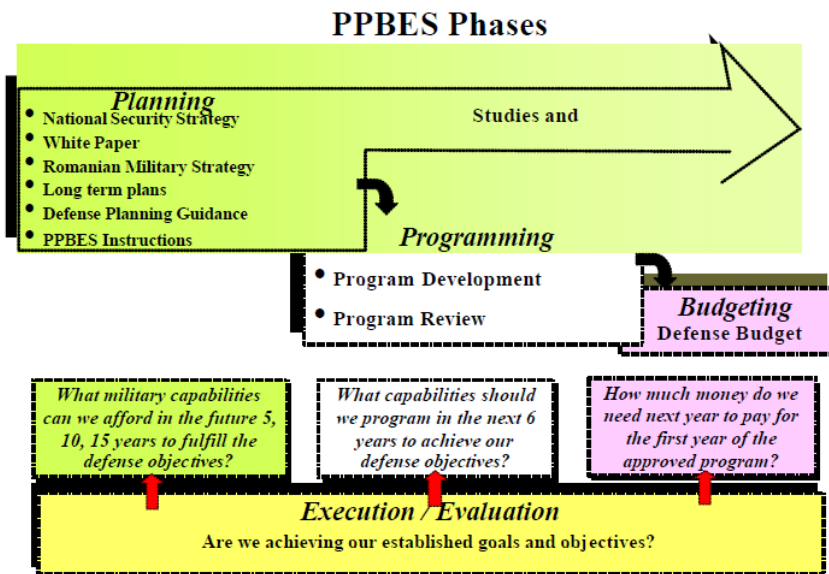 PPBES Phases
Planning
• National Security Strategy
• White Paper
• Romanian Military Strategy
• Long term plans
• Defense Planning Guidance
• PPBES Instructions
Studies and
Programming
• Program Development
• Program Review
Budgeting
Defense Budget
What military capabilities
can we afford in the future 5,
10, 15 years to fulfill the
defense objectives?
What capabilities should
we program in the next 6
years to achieve our
defense objectives?
How much money do we
need next year to pay for
the first year of the
approved program?
Execution / Evaluation
Are we achieving our established goals and objectives?